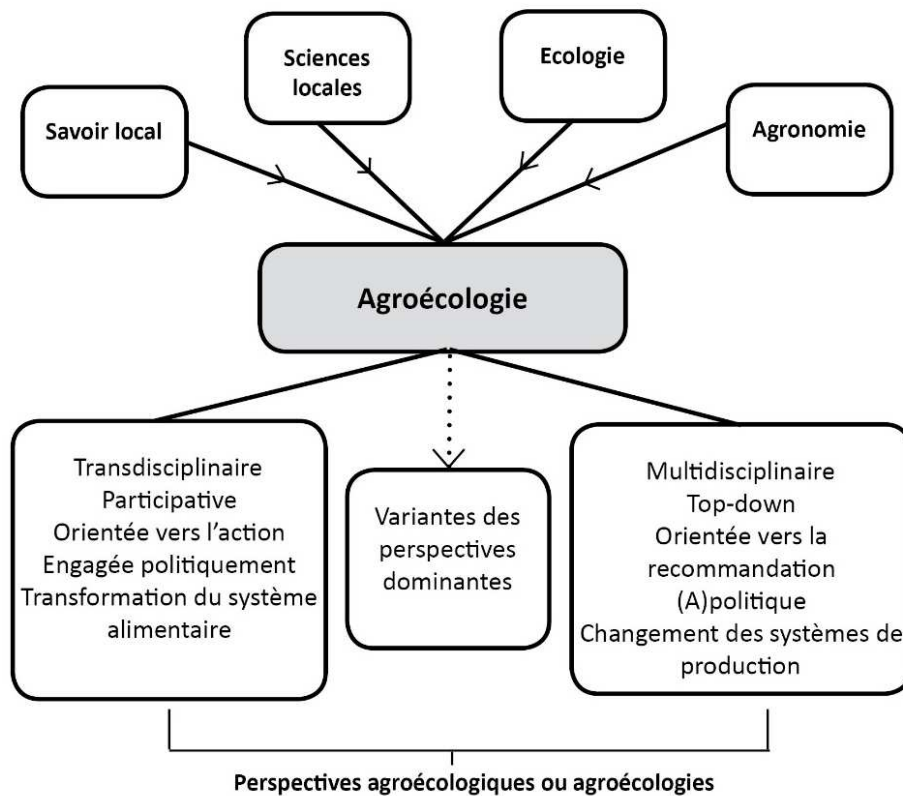 Sciences
locales
Ecologie
Savoir local
Agronomie
Agroécologie
Transdisciplinaire
Participative
Orientée vers l'action
Engagée politiquement
Transformation du système
alimentaire
Variantes des
perspectives
dominantes
Multidisciplinaire
Top-down
Orientée vers la
recommandation
(A)politique
Changement des systèmes de
production
Perspectives agroécologiques ou agroécologies